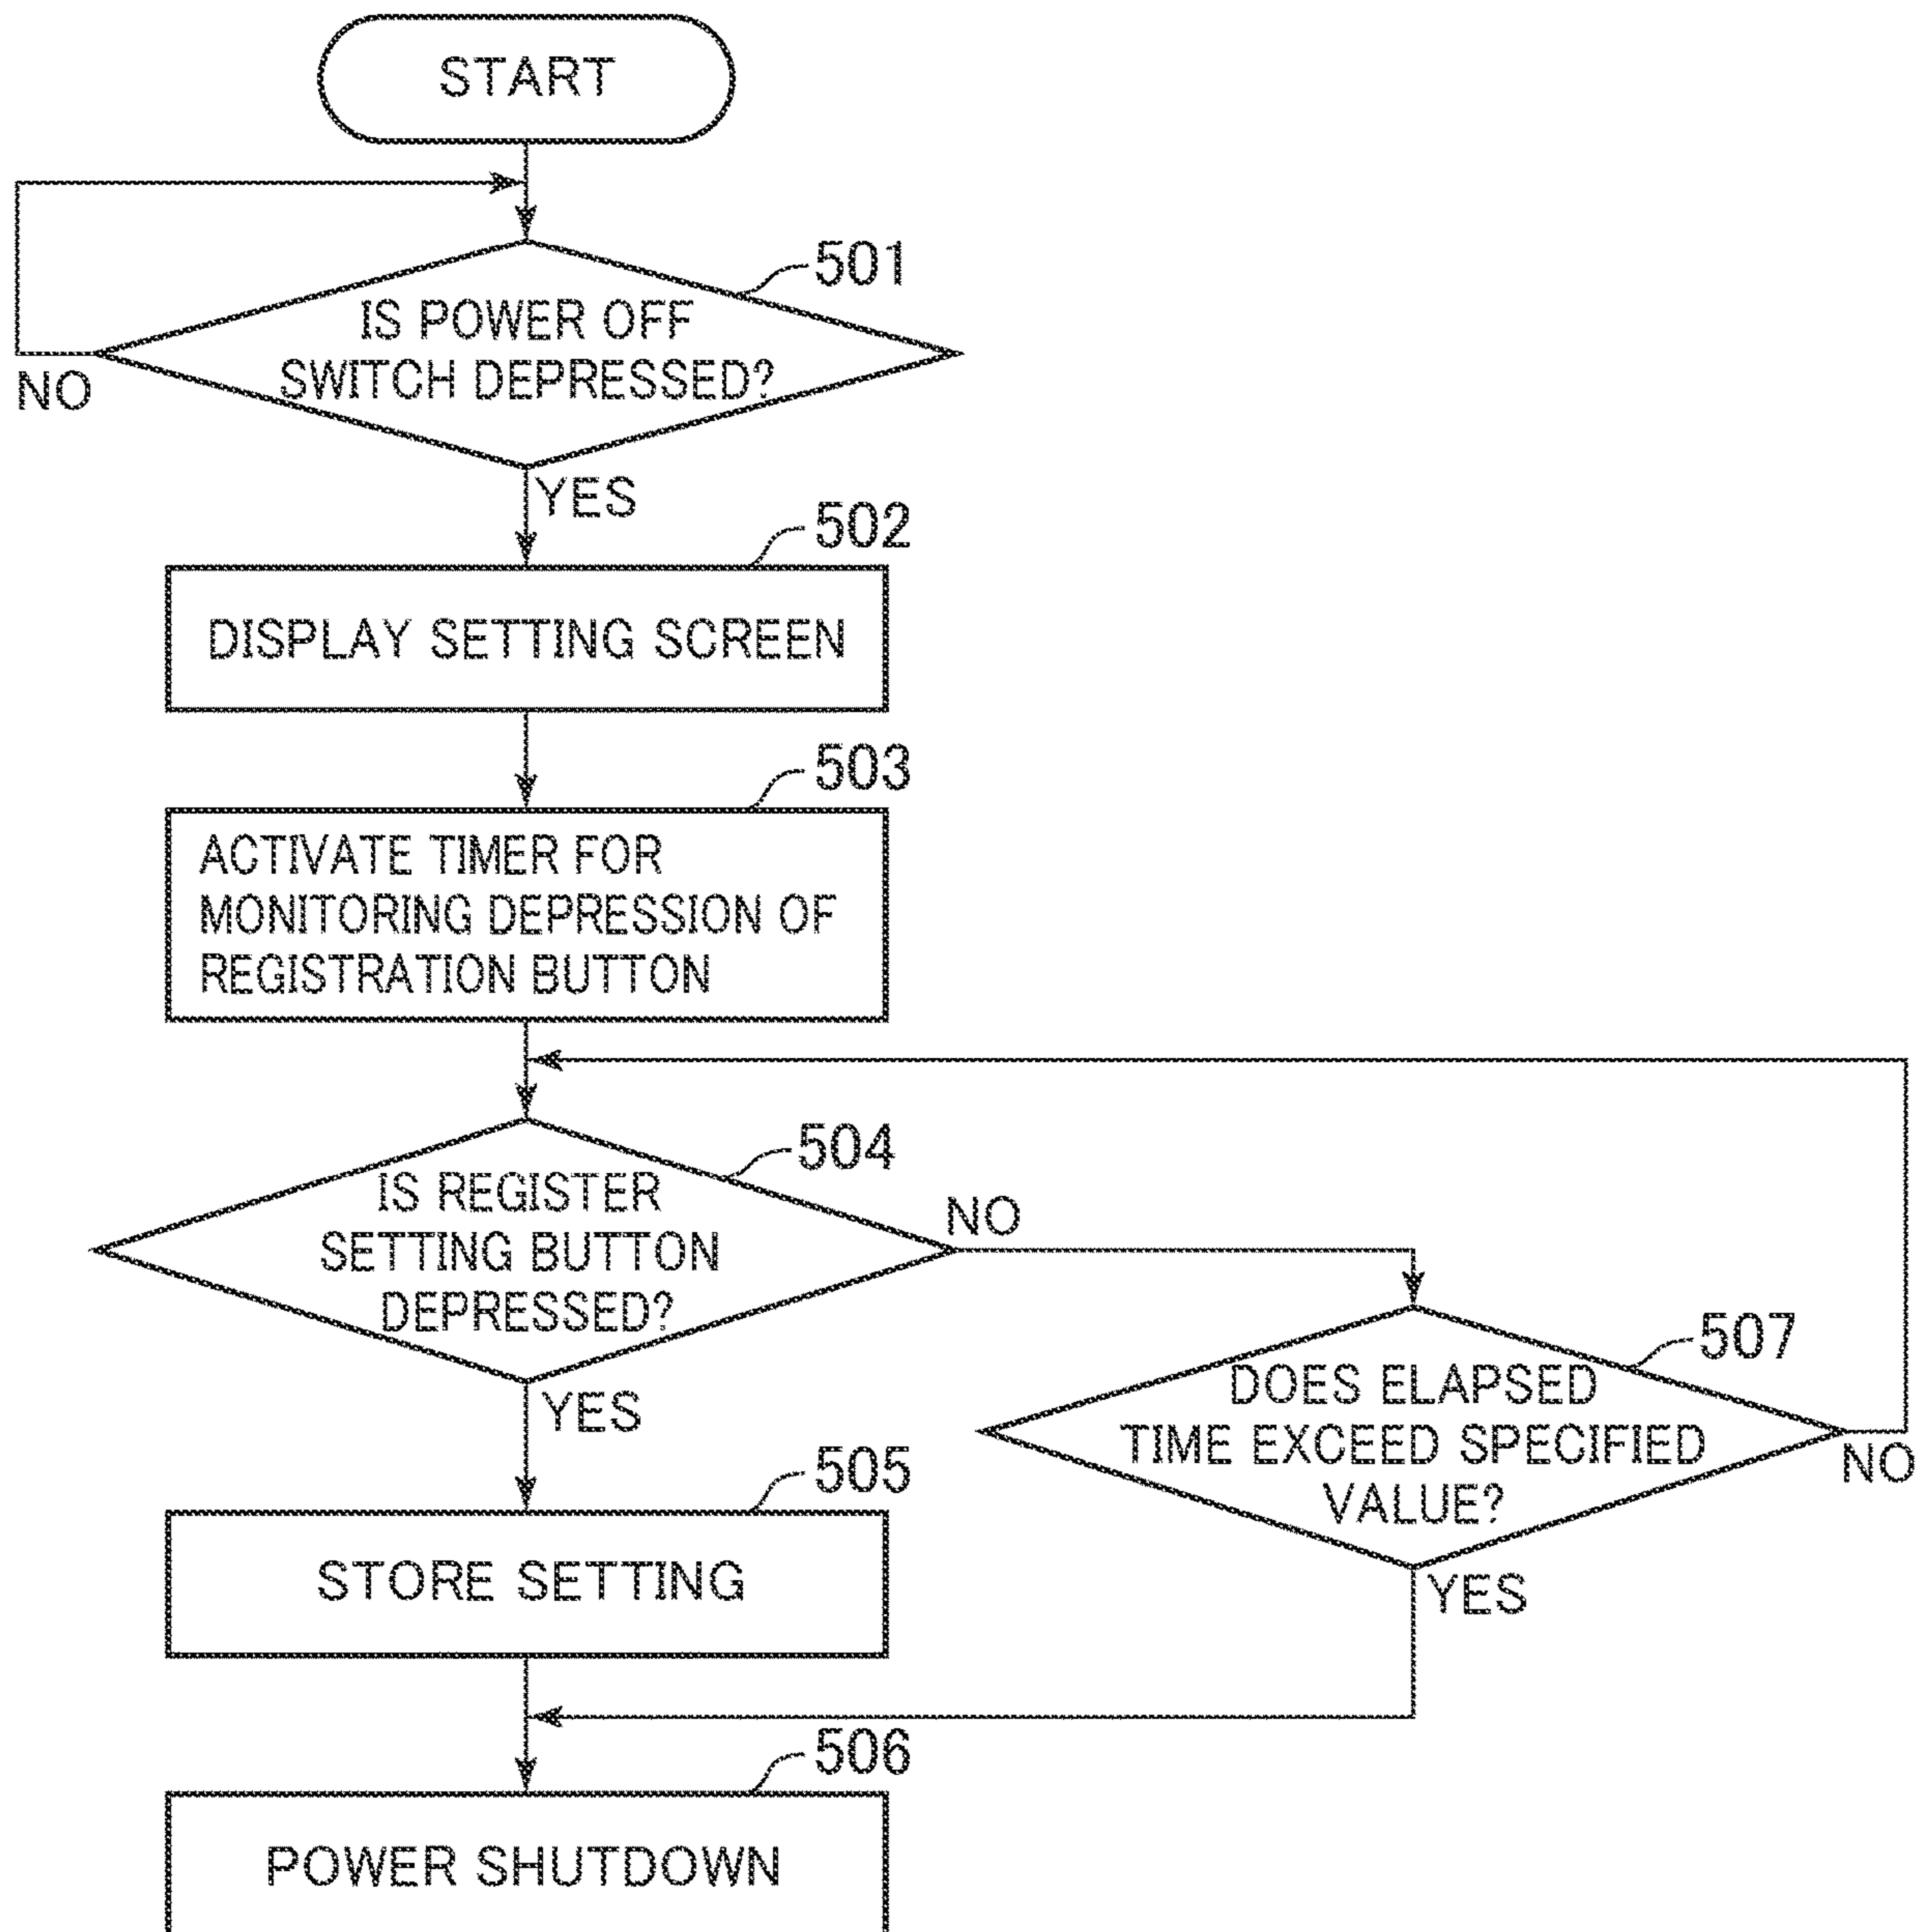 START
501
IS POWER OFF
SWITCH DEPRESSED?
NO
YES
502
DISPLAY SETTING SCREEN
503
ACTIVATE TIMER FOR
MONITORING DEPRESSION OF
REGISTRATION BUTTON
504
IS REGISTER
SETTING BUTTON
DEPRESSED?
NO
YES
507
DOES ELAPSED
TIME EXCEED SPECIFIED
VALUE?
NO
YES
505
STORE SETTING
506
POWER SHUTDOWN